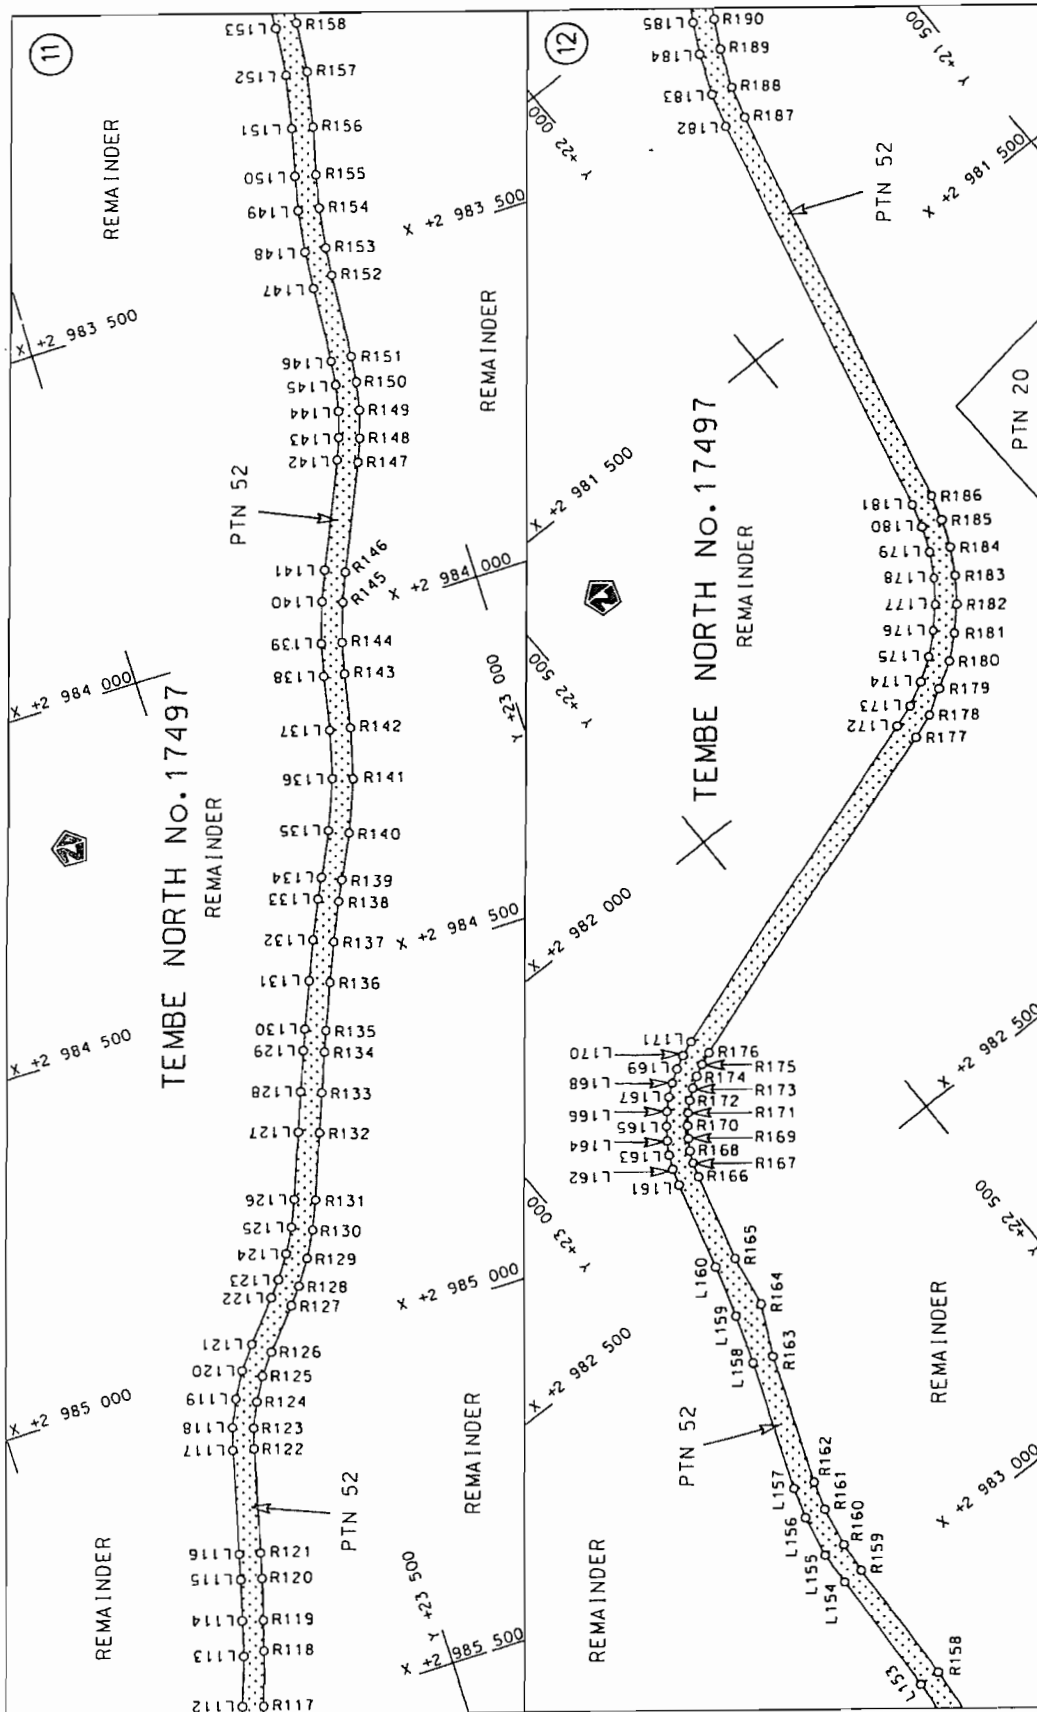 11
REMAINDER
L153
L152
L151
L150
L149
L148
L147
L146
L145
L144
L143
L142
L141
L140
L139
L138
L137
L136
L135
L134
L133
L132
L131
L130
L129
L128
L127
L126
L125
L124
L123
L122
L121
L120
L119
L118
L117
L116
L115
L114
L113
L112
R158
R157
R156
R155
R154
R153
R152
R151
R150
R149
R148
R147
R146
R145
R144
R143
R142
R141
R140
R139
R138
R137
R136
R135
R134
R133
R132
R131
R130
R129
R128
R127
R126
R125
R124
R123
R122
R121
R120
R119
R118
R117
X +2 983 500
X +2 983 500
REMAINDER
PTN 52
X +2 984 000
X +2 984 000
Y +23 000
TEMBE NORTH No. 17497
REMAINDER
X +2 984 500
X +2 984 500
X +2 985 000
X +2 985 000
REMAINDER
PTN 52
REMAINDER
Y +23 500
X +2 985 500
12
L185
L184
L183
L182
R190
R189
R188
R187
Y +21 500
Y +22 000
X +2 981 500
PTN 52
X +2 981 500
PTN 20
TEMBE NORTH No. 17497
REMAINDER
L181
L180
L179
L178
L177
L176
L175
L174
L173
L172
R186
R185
R184
R183
R182
R181
R180
R179
R178
R177
Y +22 500
X +2 982 000
L171
L170
L169
L168
L167
L166
L165
L164
L163
L162
L161
R176
R175
R174
R173
R172
R171
R170
R169
R168
R167
R166
X +2 982 500
Y +23 000
Y +22 500
L160
L159
L158
R165
R164
R163
X +2 982 500
REMAINDER
PTN 52
L157
L156
L155
L154
L153
R162
R161
R160
R159
R158
X +2 983 000
REMAINDER